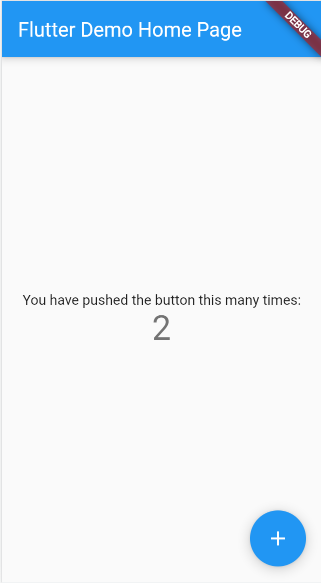 Flutter Demo Home Page
DEBUG
You have pushed the button this many times:
2